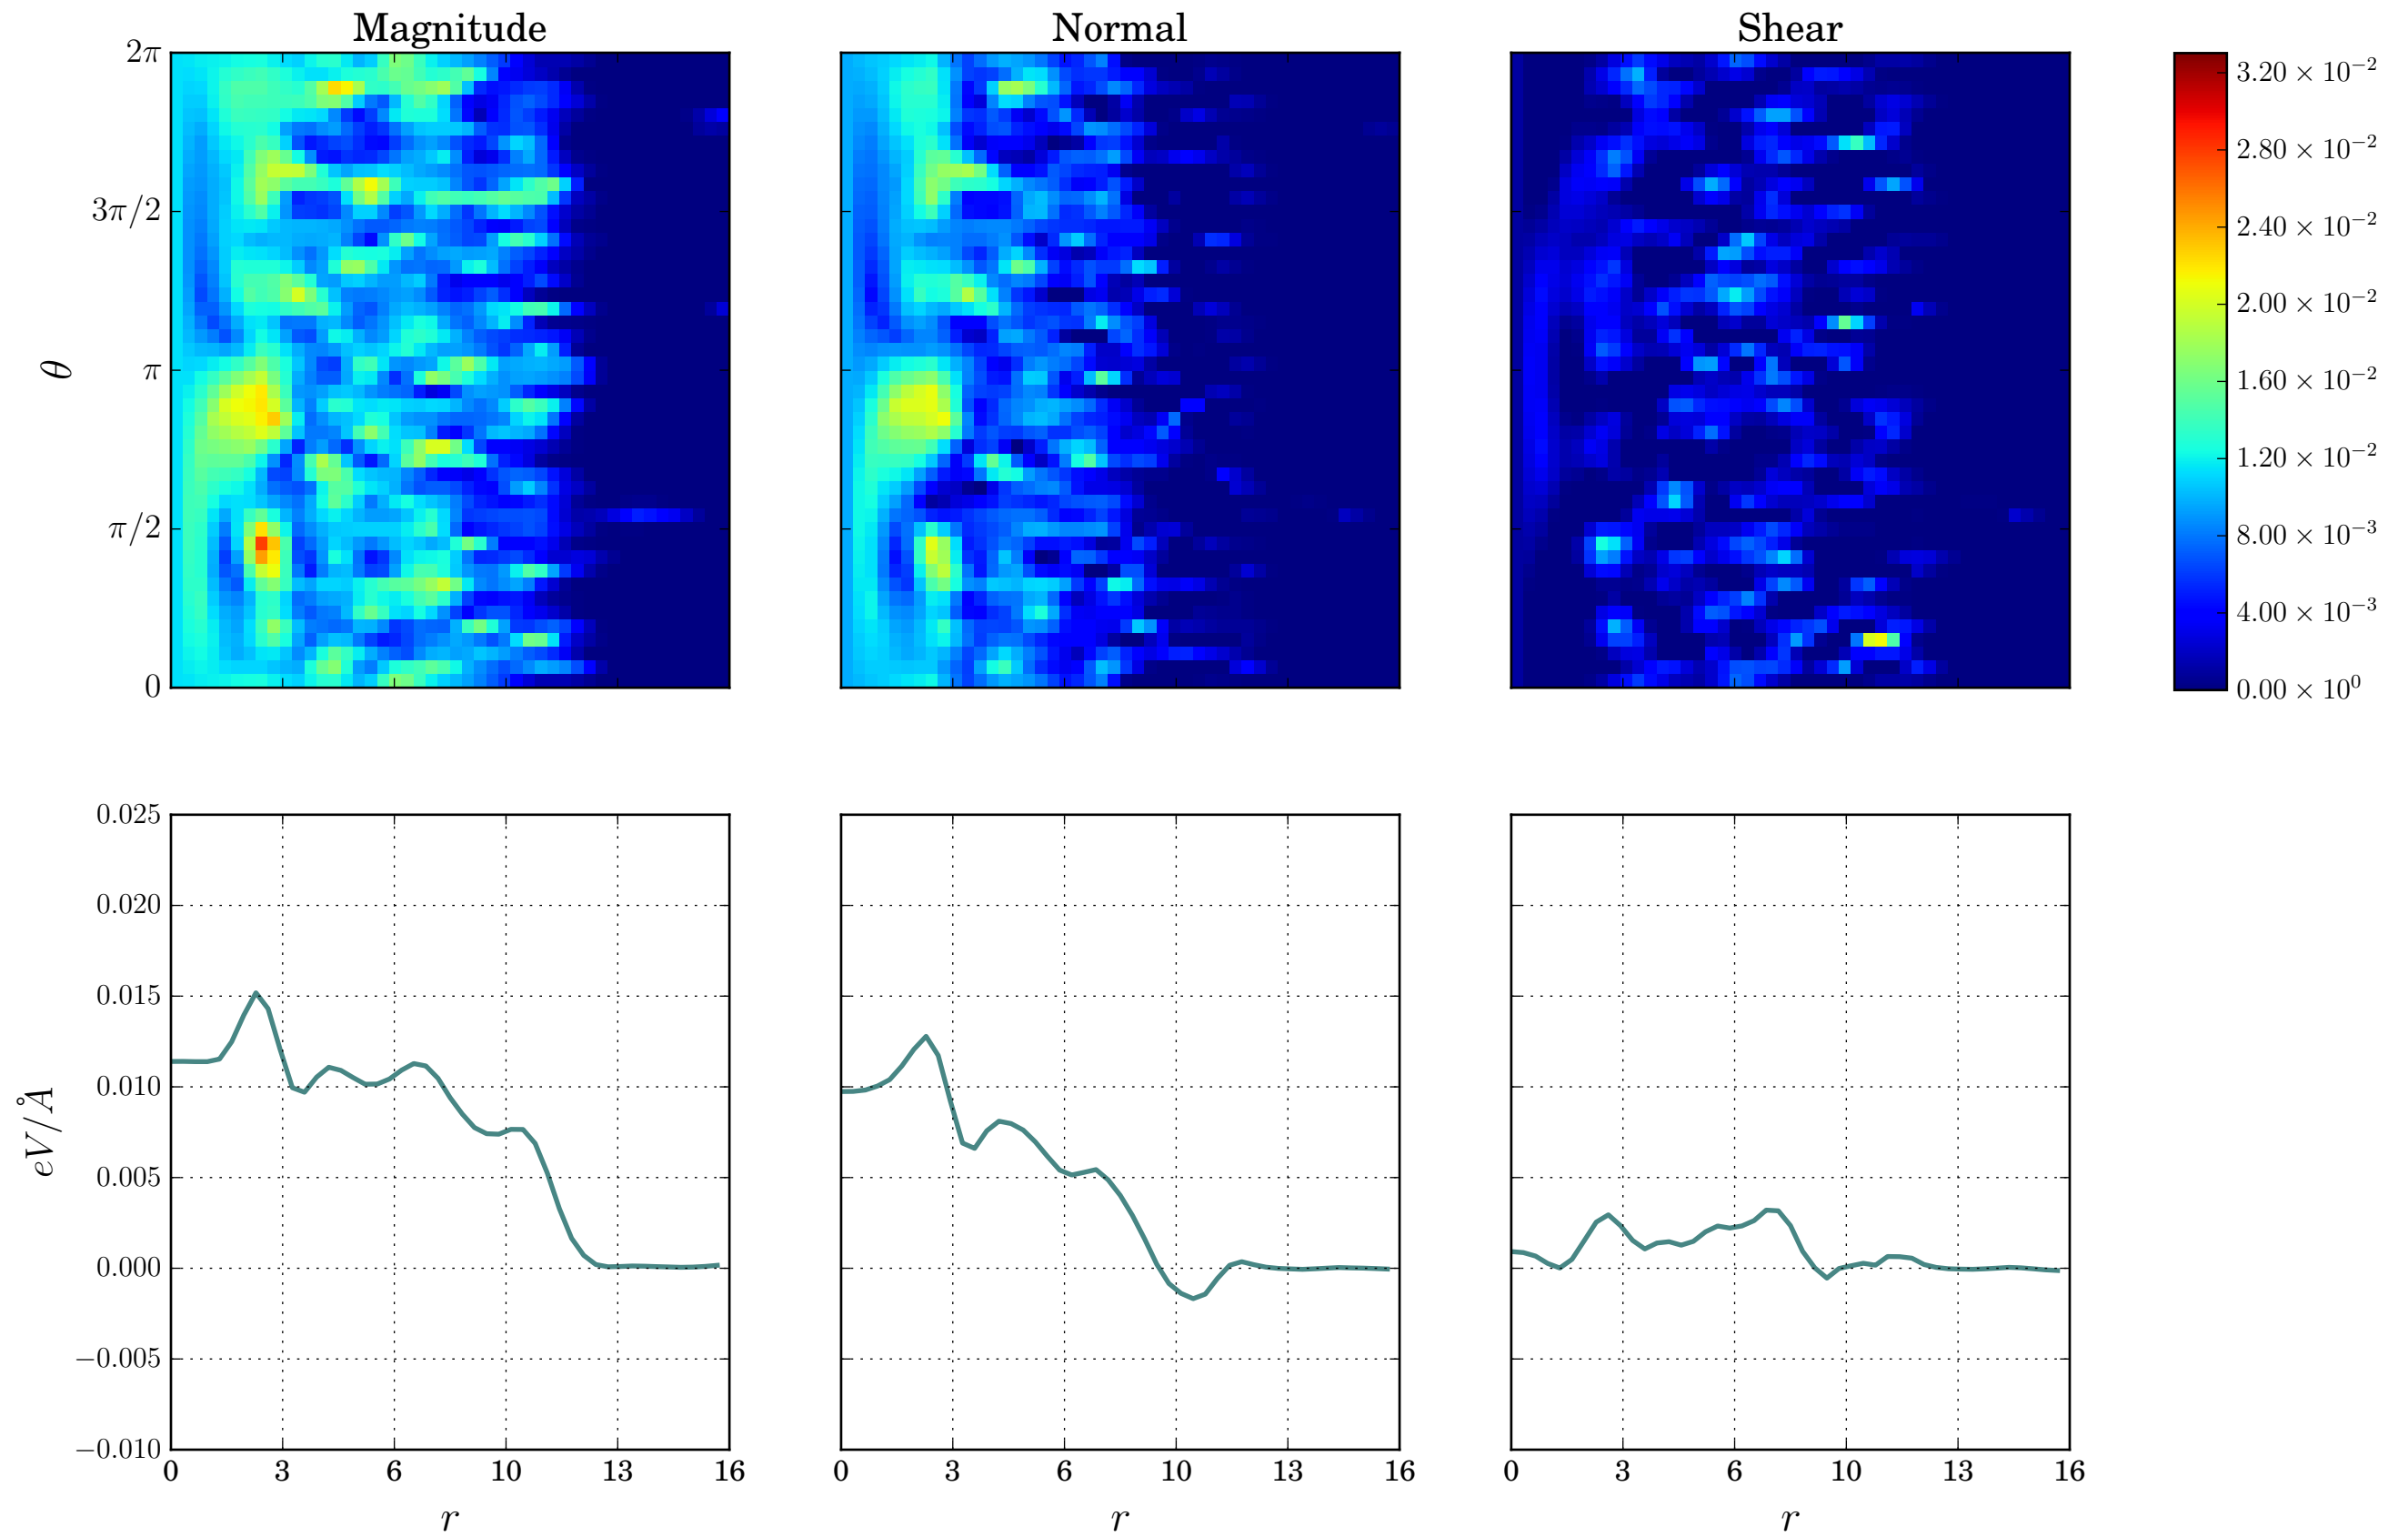 Magnitude Normal Shear
2π
3π/2
π
π/2
0
θ
3.20 × 10⁻²
2.80 × 10⁻²
2.40 × 10⁻²
2.00 × 10⁻²
1.60 × 10⁻²
1.20 × 10⁻²
8.00 × 10⁻³
4.00 × 10⁻³
0.00 × 10⁰
0.025
0.020
0.015
0.010
0.005
0.000
−0.005
−0.010
eV/Å
0 3 6 10 13 16 0 3 6 10 13 16 0 3 6 10 13 16
r r r